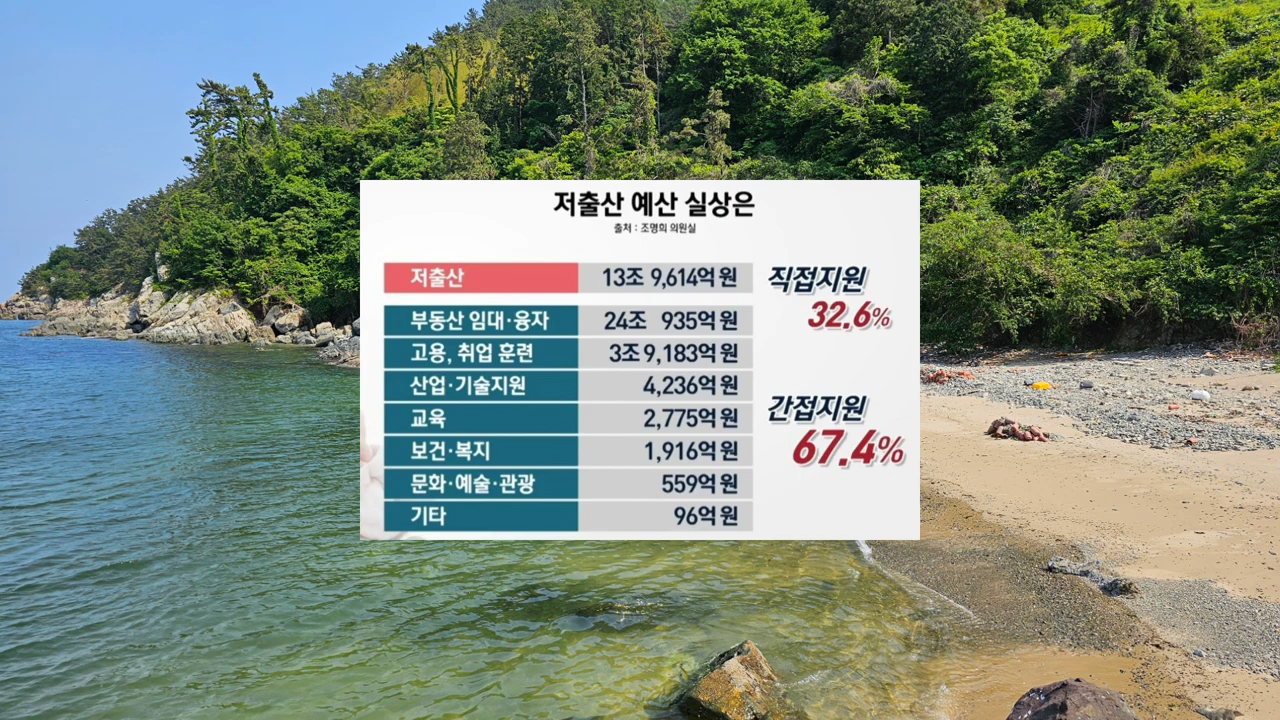 저출산 예산 실상은
출처 : 조명희 의원실
저출산 13조 9,614억 원
직접지원
32.6%
부동산 임대·융자 24조 935억 원
고용, 취업 훈련 3조 9,183억 원
산업·기술지원 4,236억 원
교육 2,775억 원
보건·복지 1,916억 원
문화·예술·관광 559억 원
기타 96억 원
간접지원
67.4%